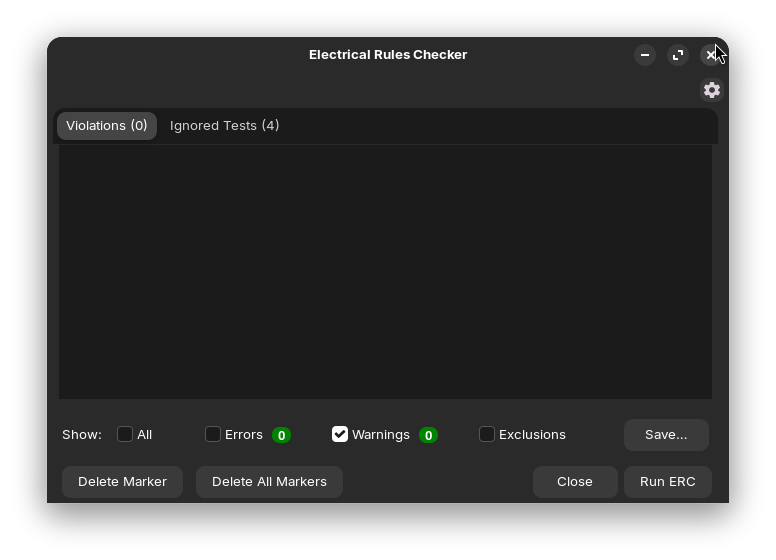 Electrical Rules Checker
Violations (0) Ignored Tests (4)
Show: All Errors 0 Warnings 0 Exclusions Save...
Delete Marker Delete All Markers Close Run ERC